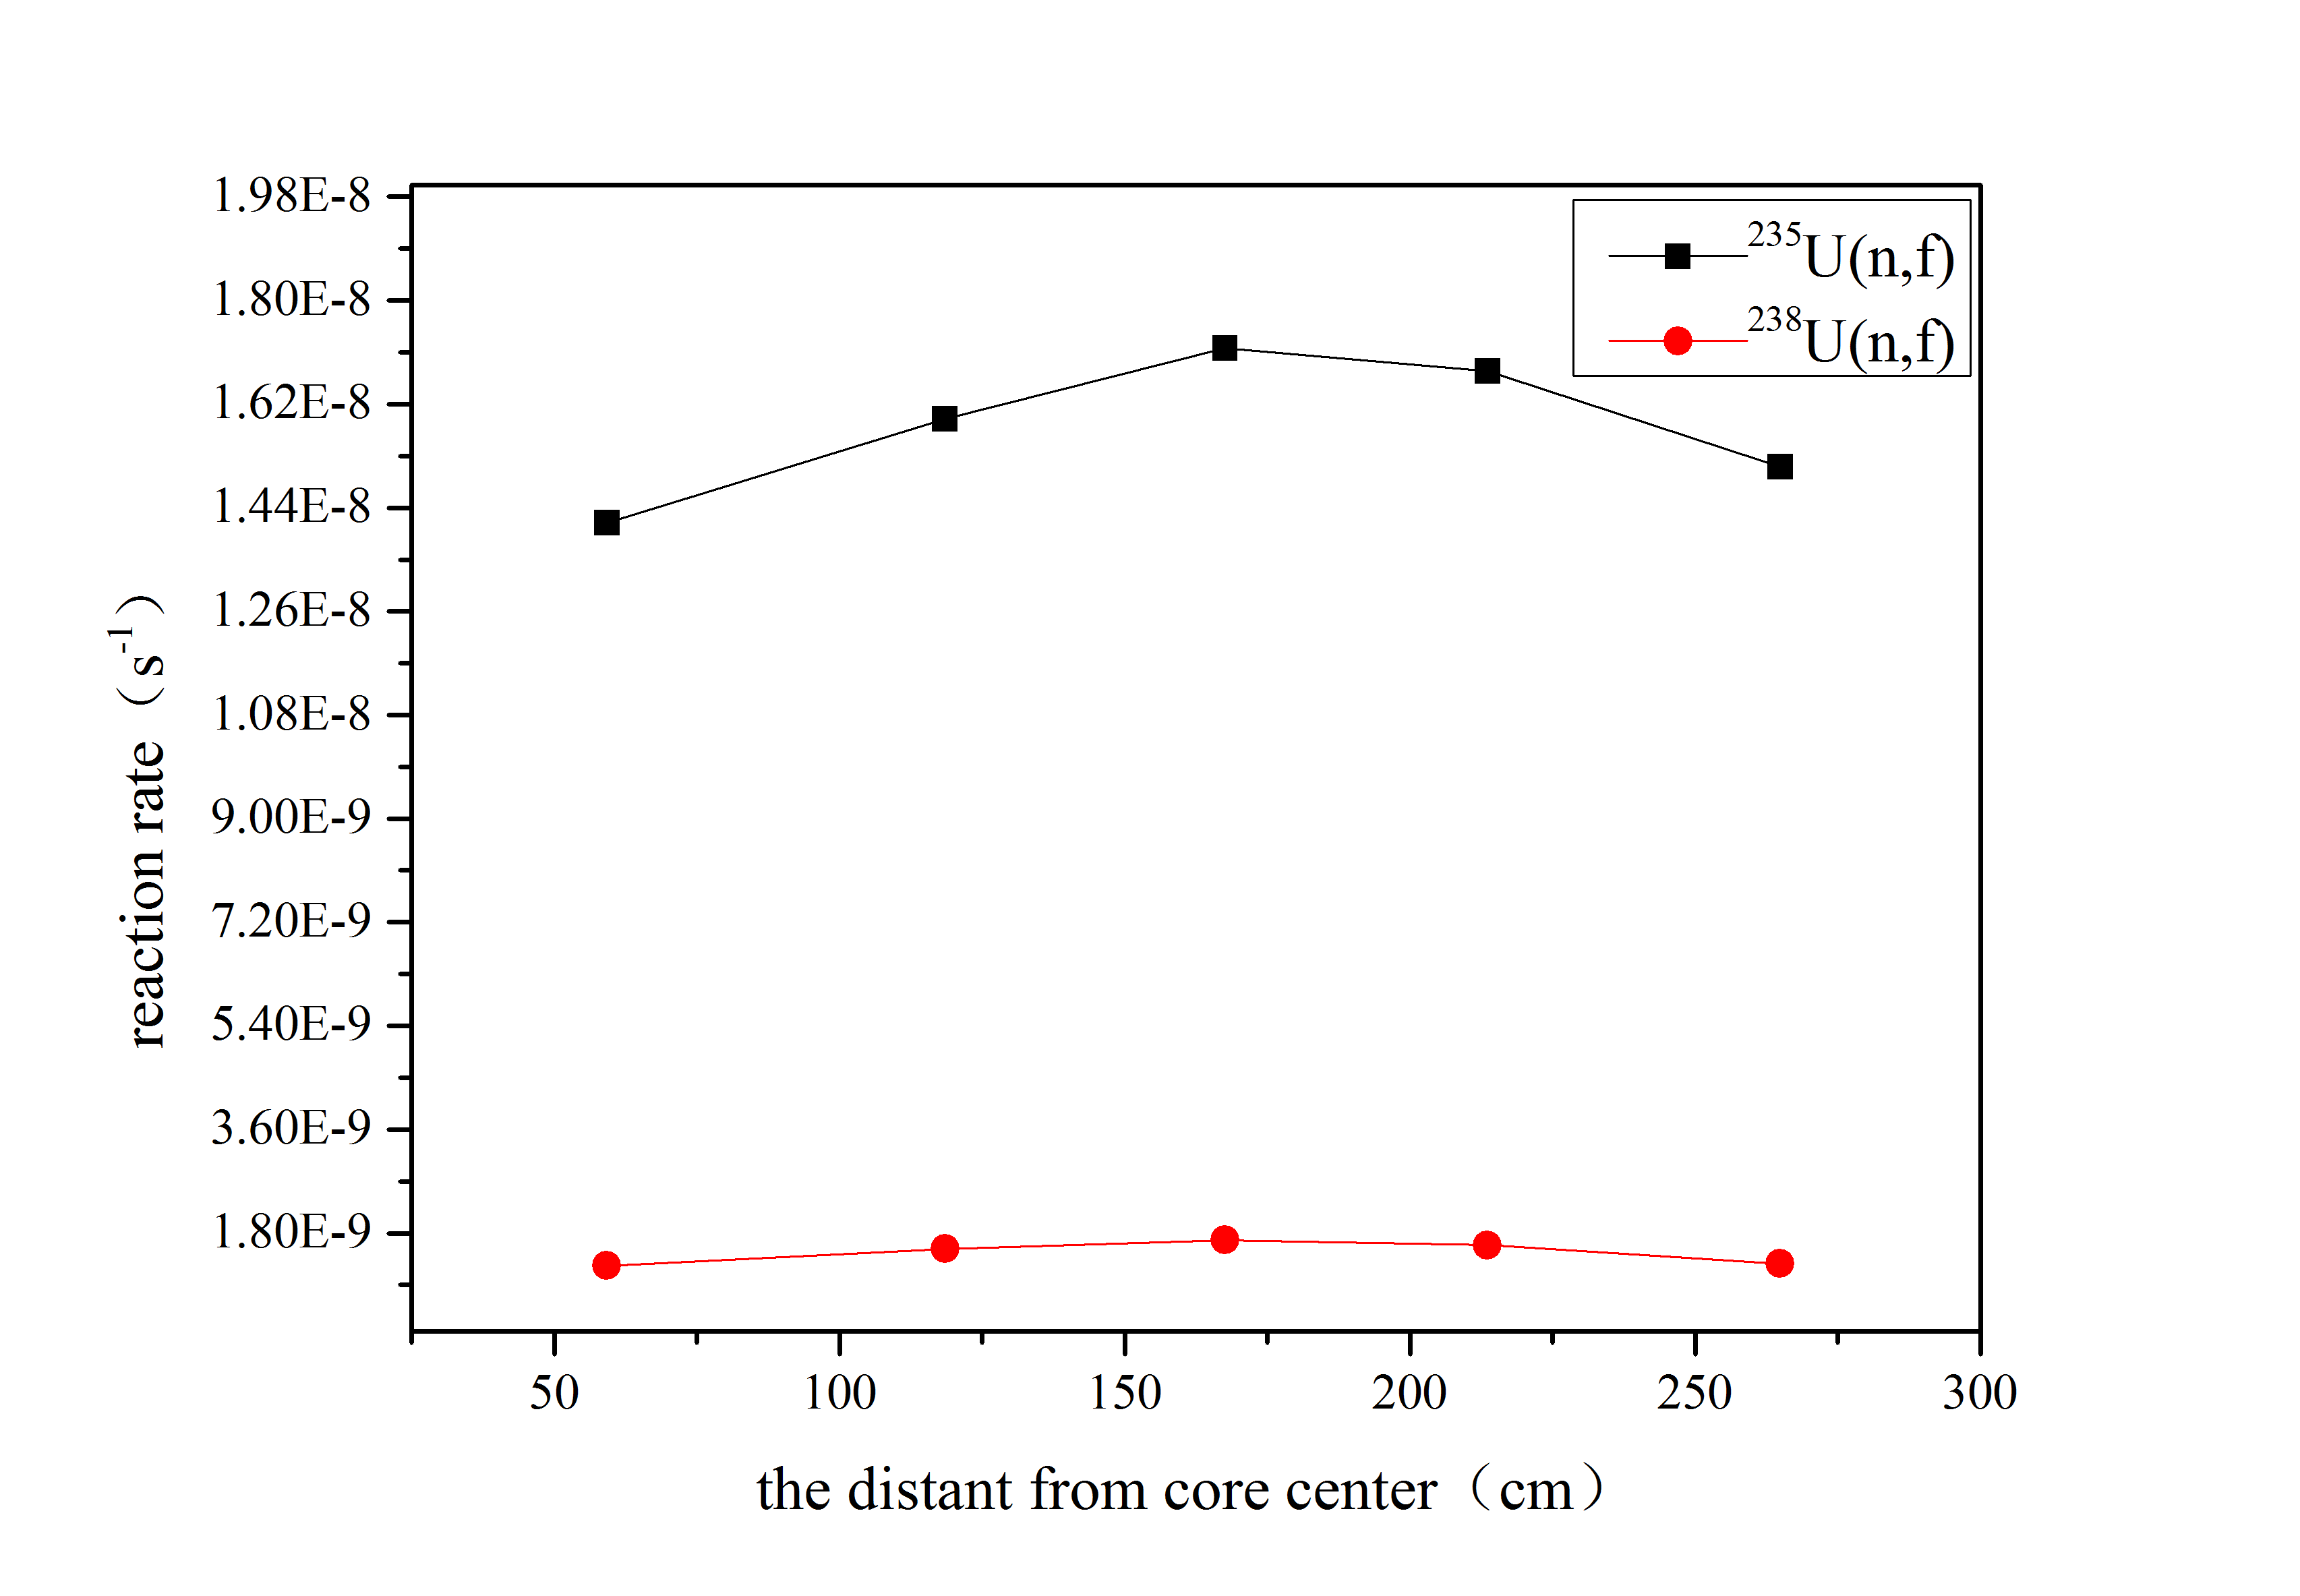 1.98E-8
1.80E-8
1.62E-8
1.44E-8
1.26E-8
1.08E-8
9.00E-9
7.20E-9
5.40E-9
3.60E-9
1.80E-9
reaction rate（s⁻¹）
²³⁵U(n,f)
²³⁸U(n,f)
50 100 150 200 250 300
the distant from core center（cm）